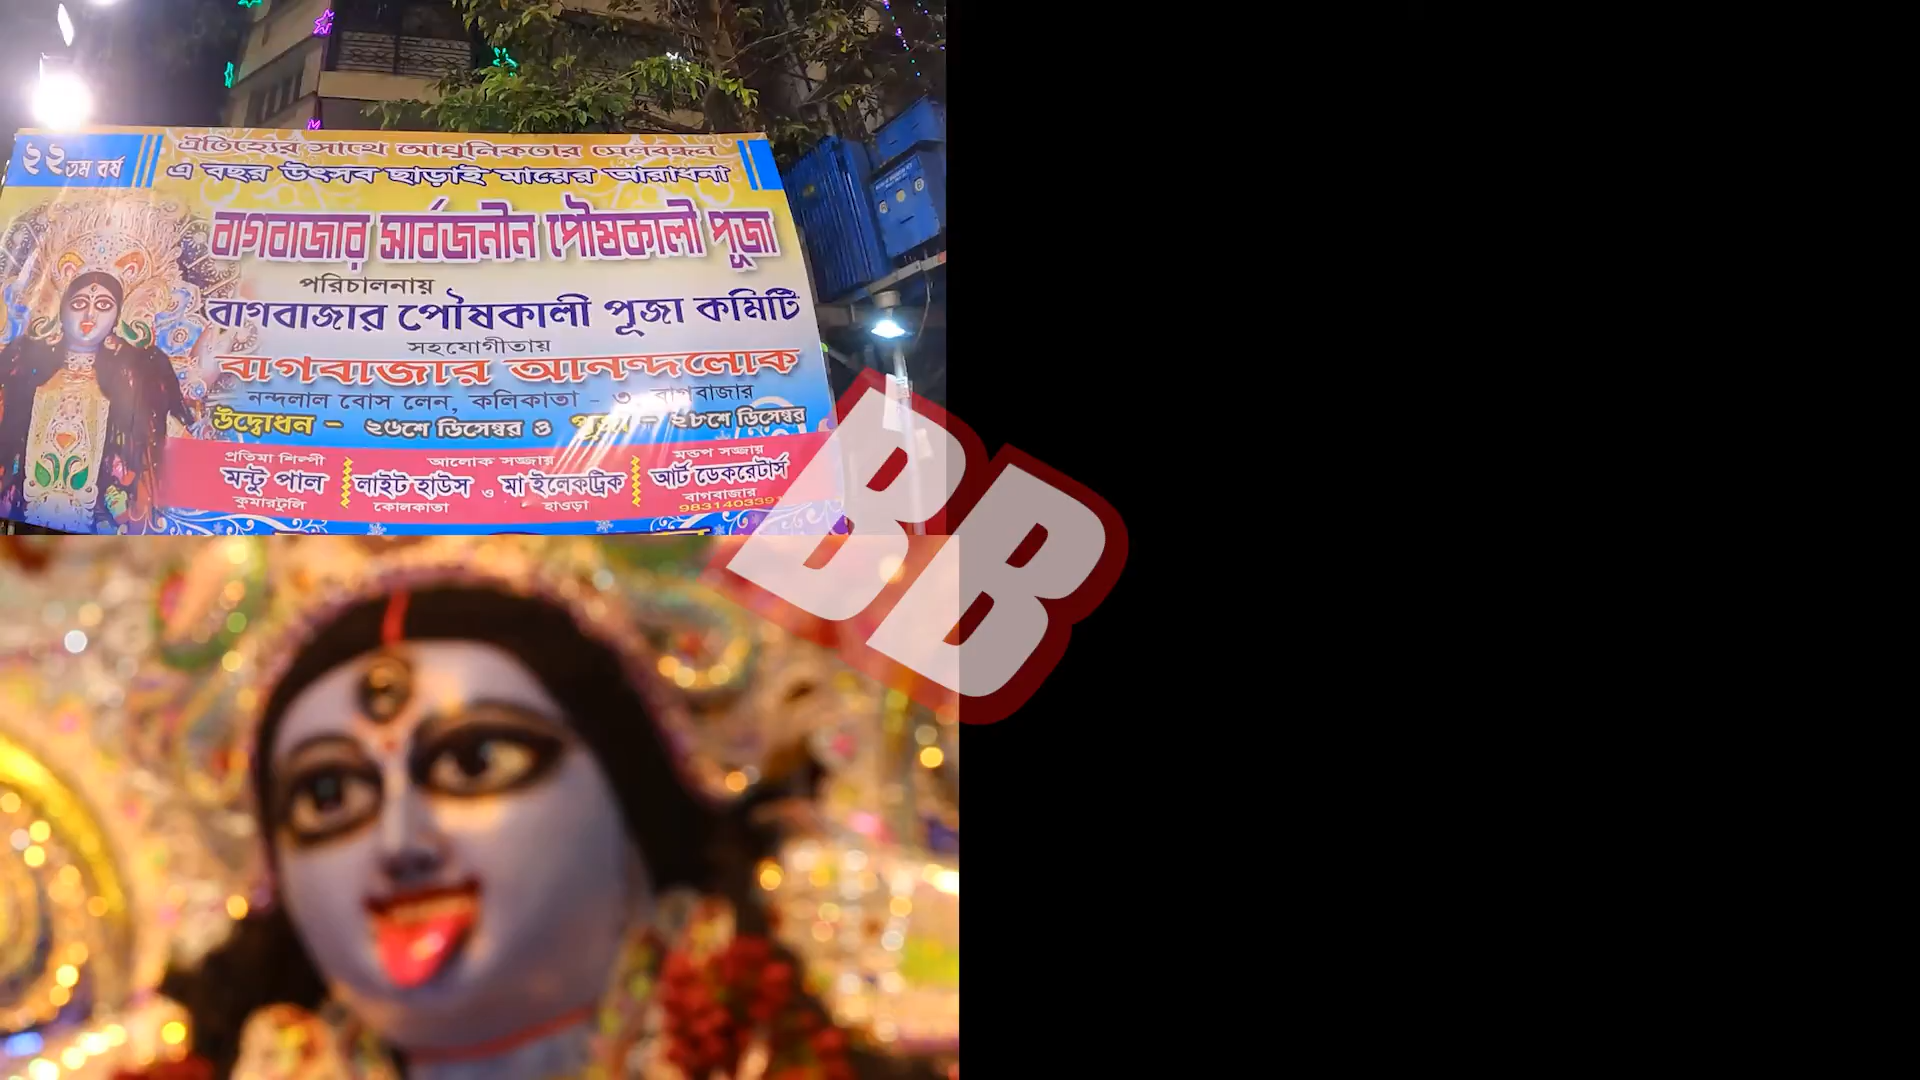 ২২তম বর্ষ
ঐতিহ্যের সাথে আধুনিকতার মেলবন্ধন
এ বছর উৎসব ছাড়াই মায়ের আরাধনা
বাগবাজার সার্বজনীন পৌষকালী পূজা
পরিচালনায়
বাগবাজার পৌষকালী পূজা কমিটি
সহযোগীতায়
বাগবাজার আনন্দলোক
নন্দলাল বোস লেন, কলিকাতা - ৩, বাগবাজার
উদ্বোধন - ২৬শে ডিসেম্বর ও পূজা - ২৮শে ডিসেম্বর
প্রতিমা শিল্পী
মন্টু পাল
কুমারটুলি
আলোক সজ্জায়
লাইট হাউস ও মা ইলেকট্রিক
কোলকাতা হাওড়া
মন্ডপ সজ্জায়
আর্ট ডেকরেটার্স
বাগবাজার
9831403391
BB